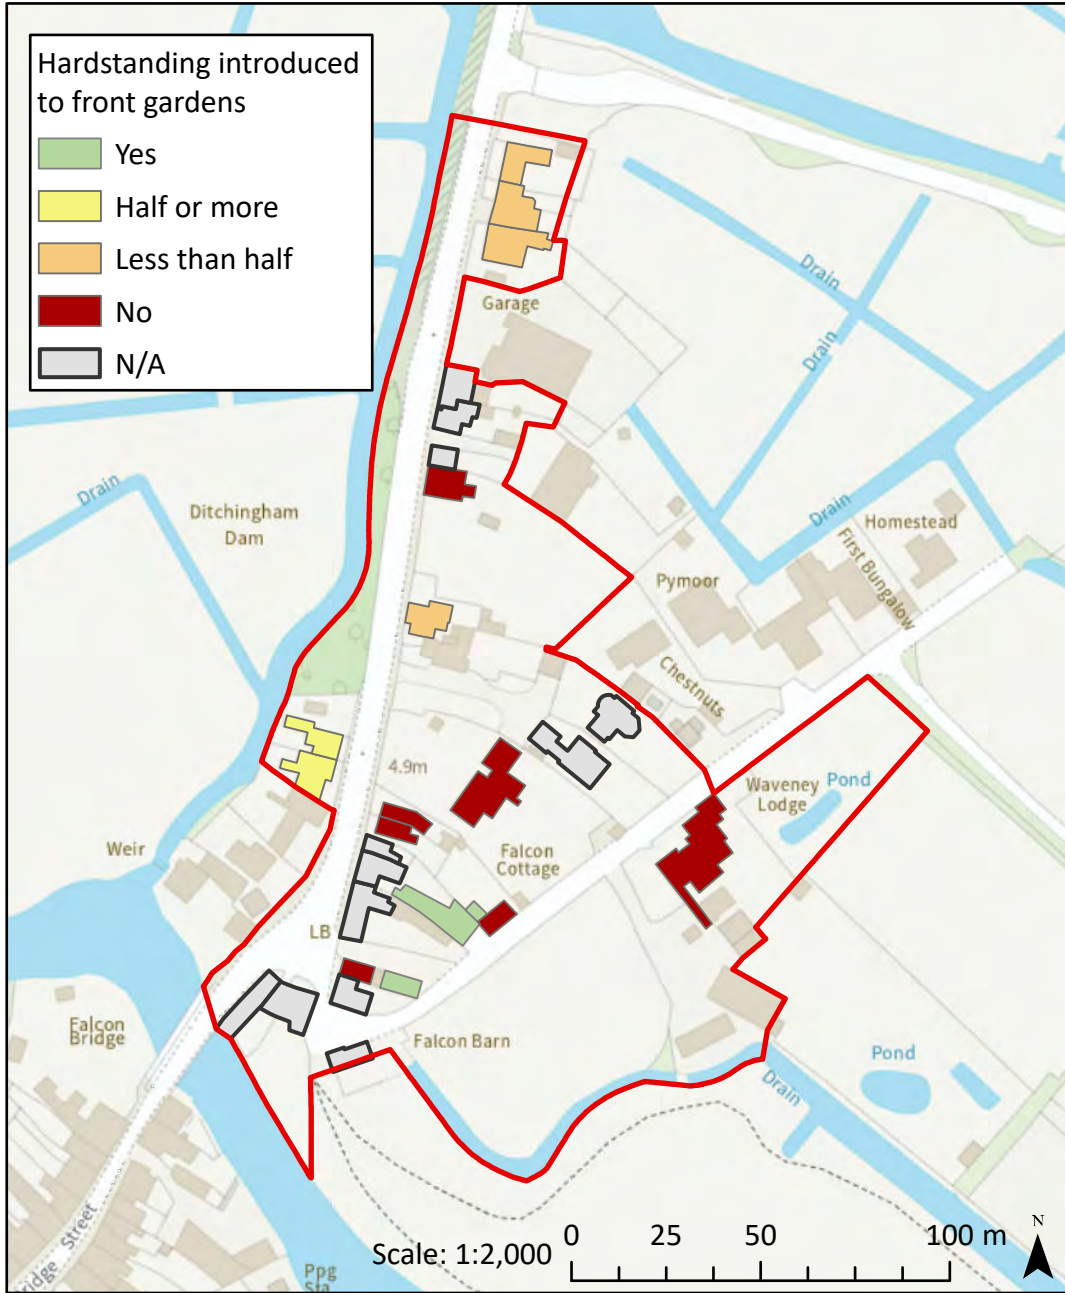 Hardstanding introduced
to front gardens
Yes
Half or more
Less than half
No
N/A
Garage
Drain
Drain
Drain
Drain
Ditchingham
Dam
Homestead
First Bungalow
Pymoor
Chestnuts
4.9m
Waveney
Lodge
Pond
Weir
Falcon
Cottage
LB
Falcon
Bridge
Falcon Barn
Pond
Drain
Street
Ppg
Sta
Scale: 1:2,000
0 25 50 100 m
N